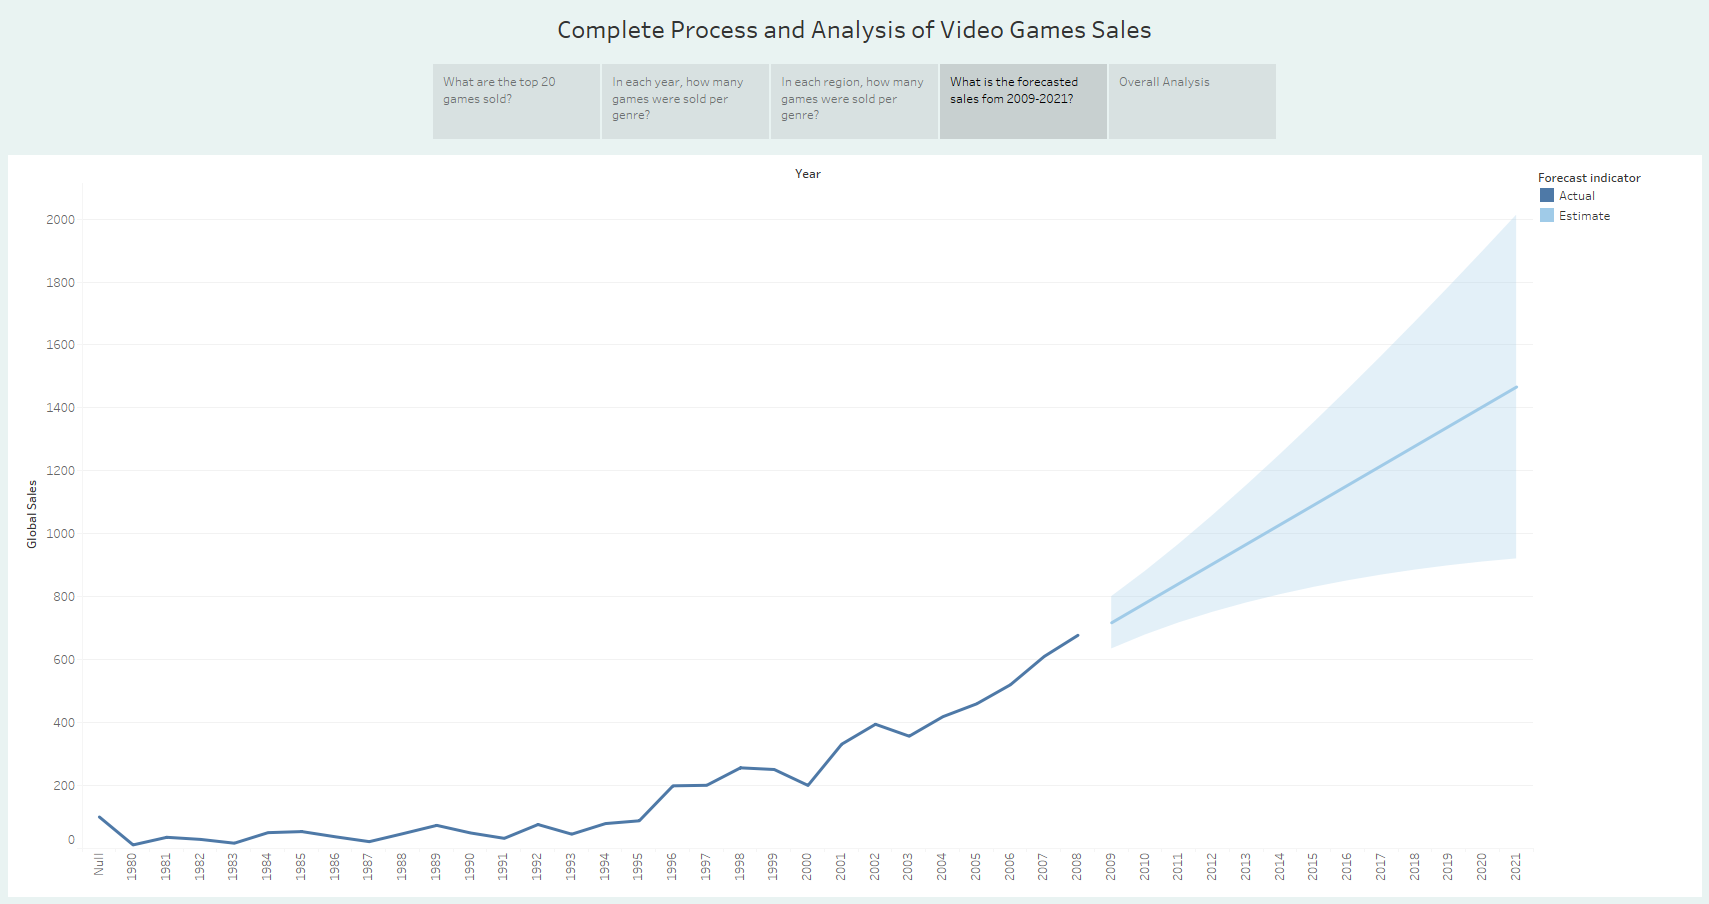 Complete Process and Analysis of Video Games Sales
What are the top 20
games sold?
In each year, how many
games were sold per
genre?
In each region, how many
games were sold per
genre?
What is the forecasted
sales fom 2009-2021?
Overall Analysis
Year
Forecast indicator
Actual
Estimate
Global Sales
2000
1800
1600
1400
1200
1000
800
600
400
200
0
Null
1980
1981
1982
1983
1984
1985
1986
1987
1988
1989
1990
1991
1992
1993
1994
1995
1996
1997
1998
1999
2000
2001
2002
2003
2004
2005
2006
2007
2008
2009
2010
2011
2012
2013
2014
2015
2016
2017
2018
2019
2020
2021